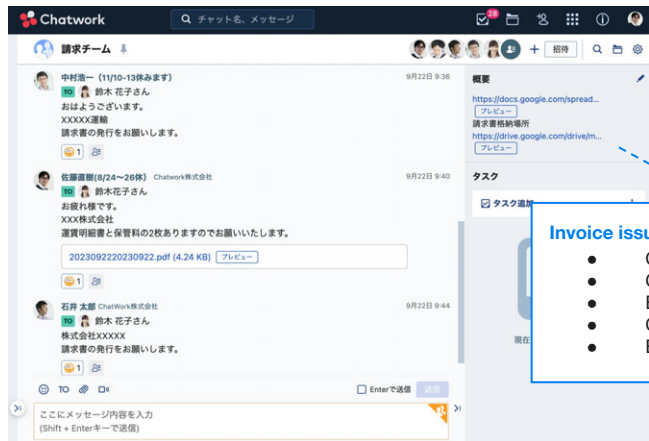 Chatwork
チャット名、メッセージ
28
請求チーム
招待
中村浩一（11/10-13休みます）
9月22日 9:36
TO 鈴木 花子さん
おはようございます。
XXXXX運輸
請求書の発行をお願いします。
1
佐藤直樹(8/24〜26休) Chatwork株式会社
9月22日 9:40
TO 鈴木花子さん
お疲れ様です。
XXX株式会社
運賃明細書と保管料の2枚ありますのでお願いいたします。
2023092220230922.pdf (4.24 KB) プレビュー
1
石井 太郎 ChatWork株式会社
9月22日 9:44
TO 鈴木 花子さん
株式会社XXXXX
請求書の発行をお願いします。
1
TO
Enterで送信
送信
ここにメッセージ内容を入力
(Shift + Enterキーで送信)
概要
https://docs.google.com/spread...
プレビュー
請求書格納場所
https://drive.google.com/drive/m...
プレビュー
タスク
タスク追加
現在
Invoice issu